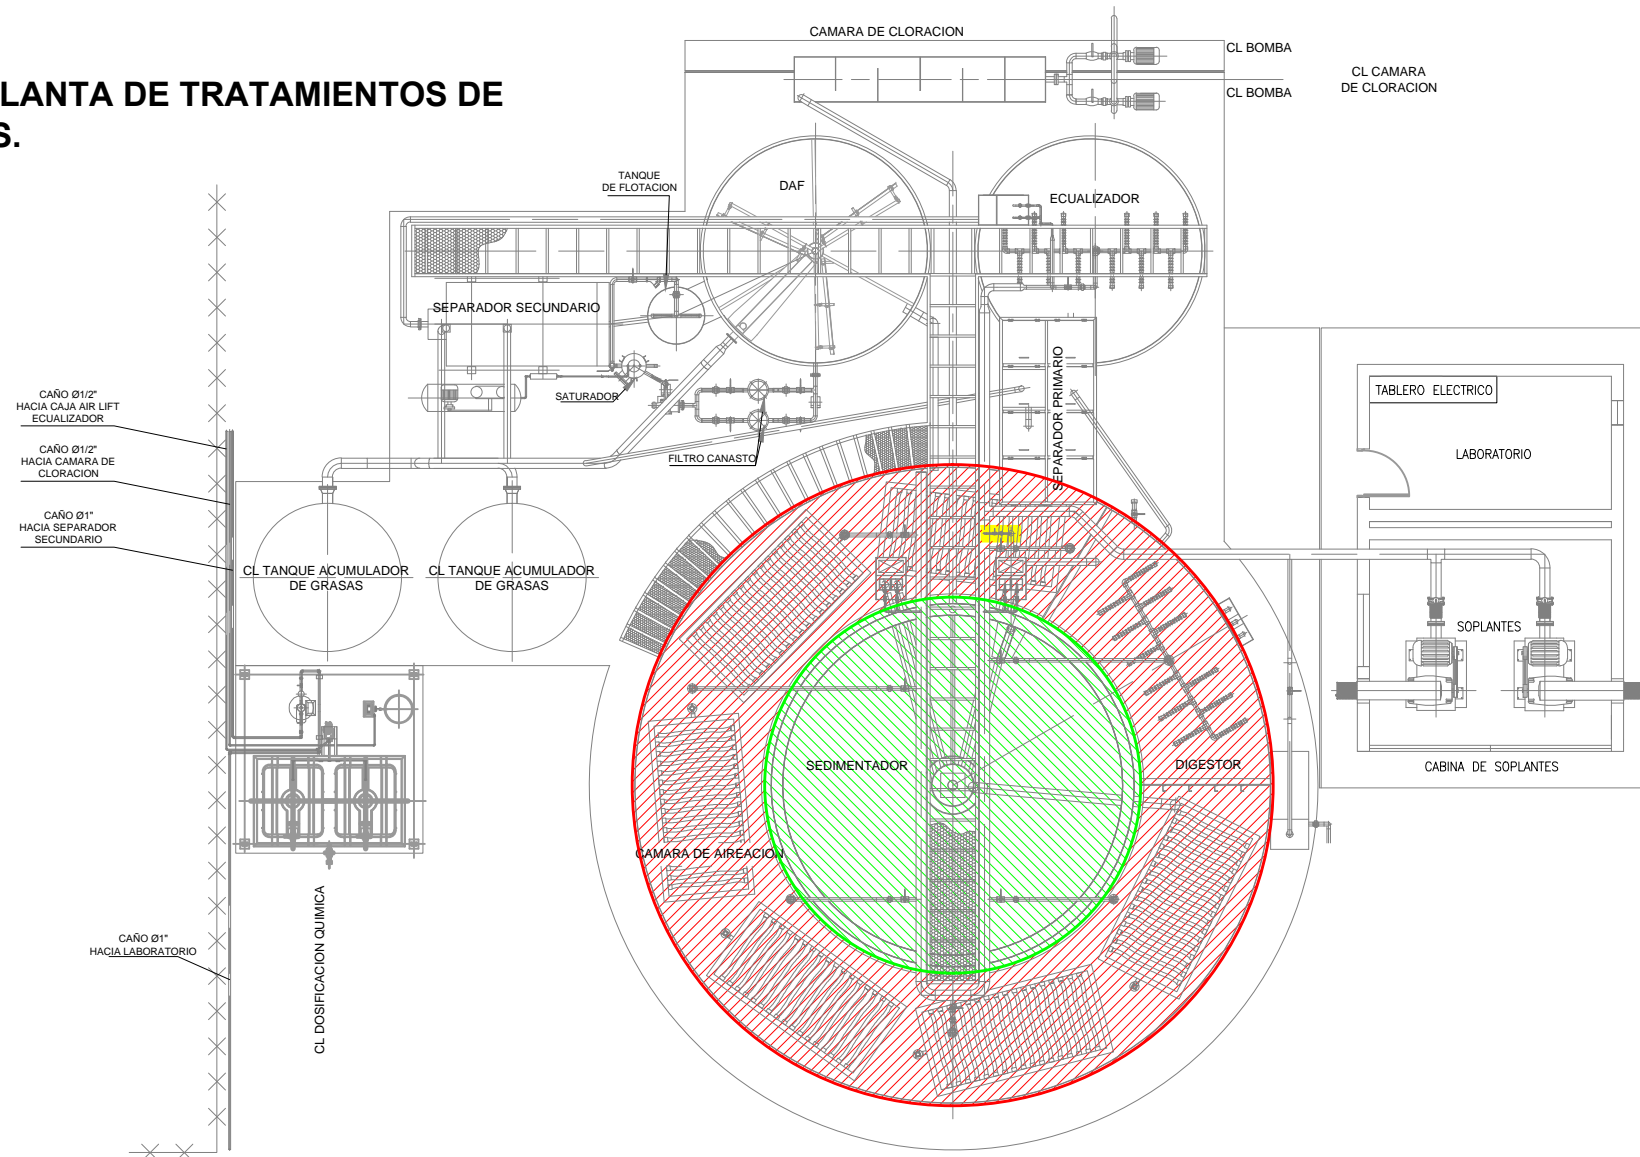 LANTA DE TRATAMIENTOS DE
S.
CAMARA DE CLORACION
CL BOMBA
CL BOMBA
CL CAMARA
DE CLORACION
TANQUE
DE FLOTACION
DAF
ECUALIZADOR
SEPARADOR SECUNDARIO
SATURADOR
FILTRO CANASTO
SEPARADOR PRIMARIO
TABLERO ELECTRICO
LABORATORIO
CAÑO Ø1/2"
HACIA CAJA AIR LIFT
ECUALIZADOR
CAÑO Ø1/2"
HACIA CAMARA DE
CLORACION
CAÑO Ø1"
HACIA SEPARADOR
SECUNDARIO
CL TANQUE ACUMULADOR
DE GRASAS
CL TANQUE ACUMULADOR
DE GRASAS
SOPLANTES
SEDIMENTADOR
DIGESTOR
CABINA DE SOPLANTES
CAMARA DE AIREACION
CL DOSIFICACION QUIMICA
CAÑO Ø1"
HACIA LABORATORIO